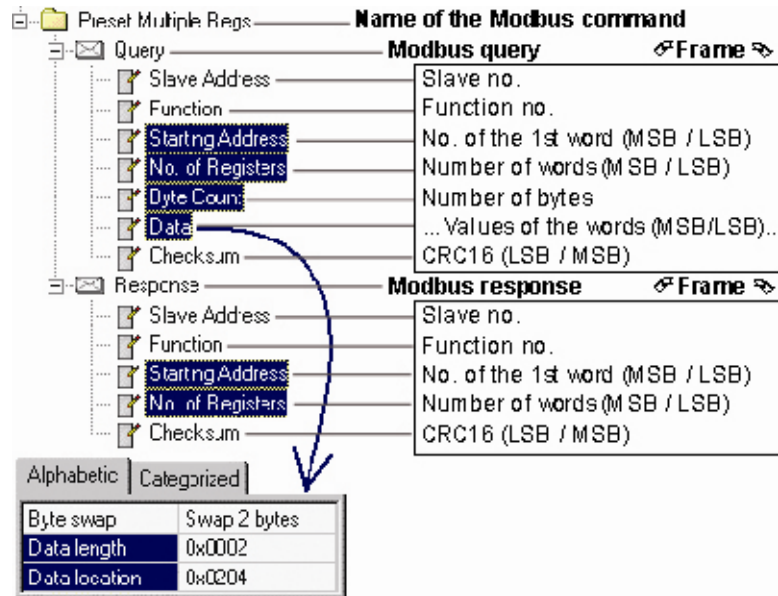 Preset Multiple Regs Name of the Modbus command
Query Modbus query Frame
Slave Address Slave no.
Function Function no.
Starting Address No. of the 1st word (MSB / LSB)
No. of Registers Number of words (MSB / LSB)
Byte Count Number of bytes
Data ... Values of the words (MSB/LSB)...
Checksum CRC16 (LSB / MSB)
Response Modbus response Frame
Slave Address Slave no.
Function Function no.
Starting Address No. of the 1st word (MSB / LSB)
No. of Registers Number of words (MSB / LSB)
Checksum CRC16 (LSB / MSB)
Alphabetic Categorized
Byte swap Swap 2 bytes
Data length 0x0002
Data location 0x0204